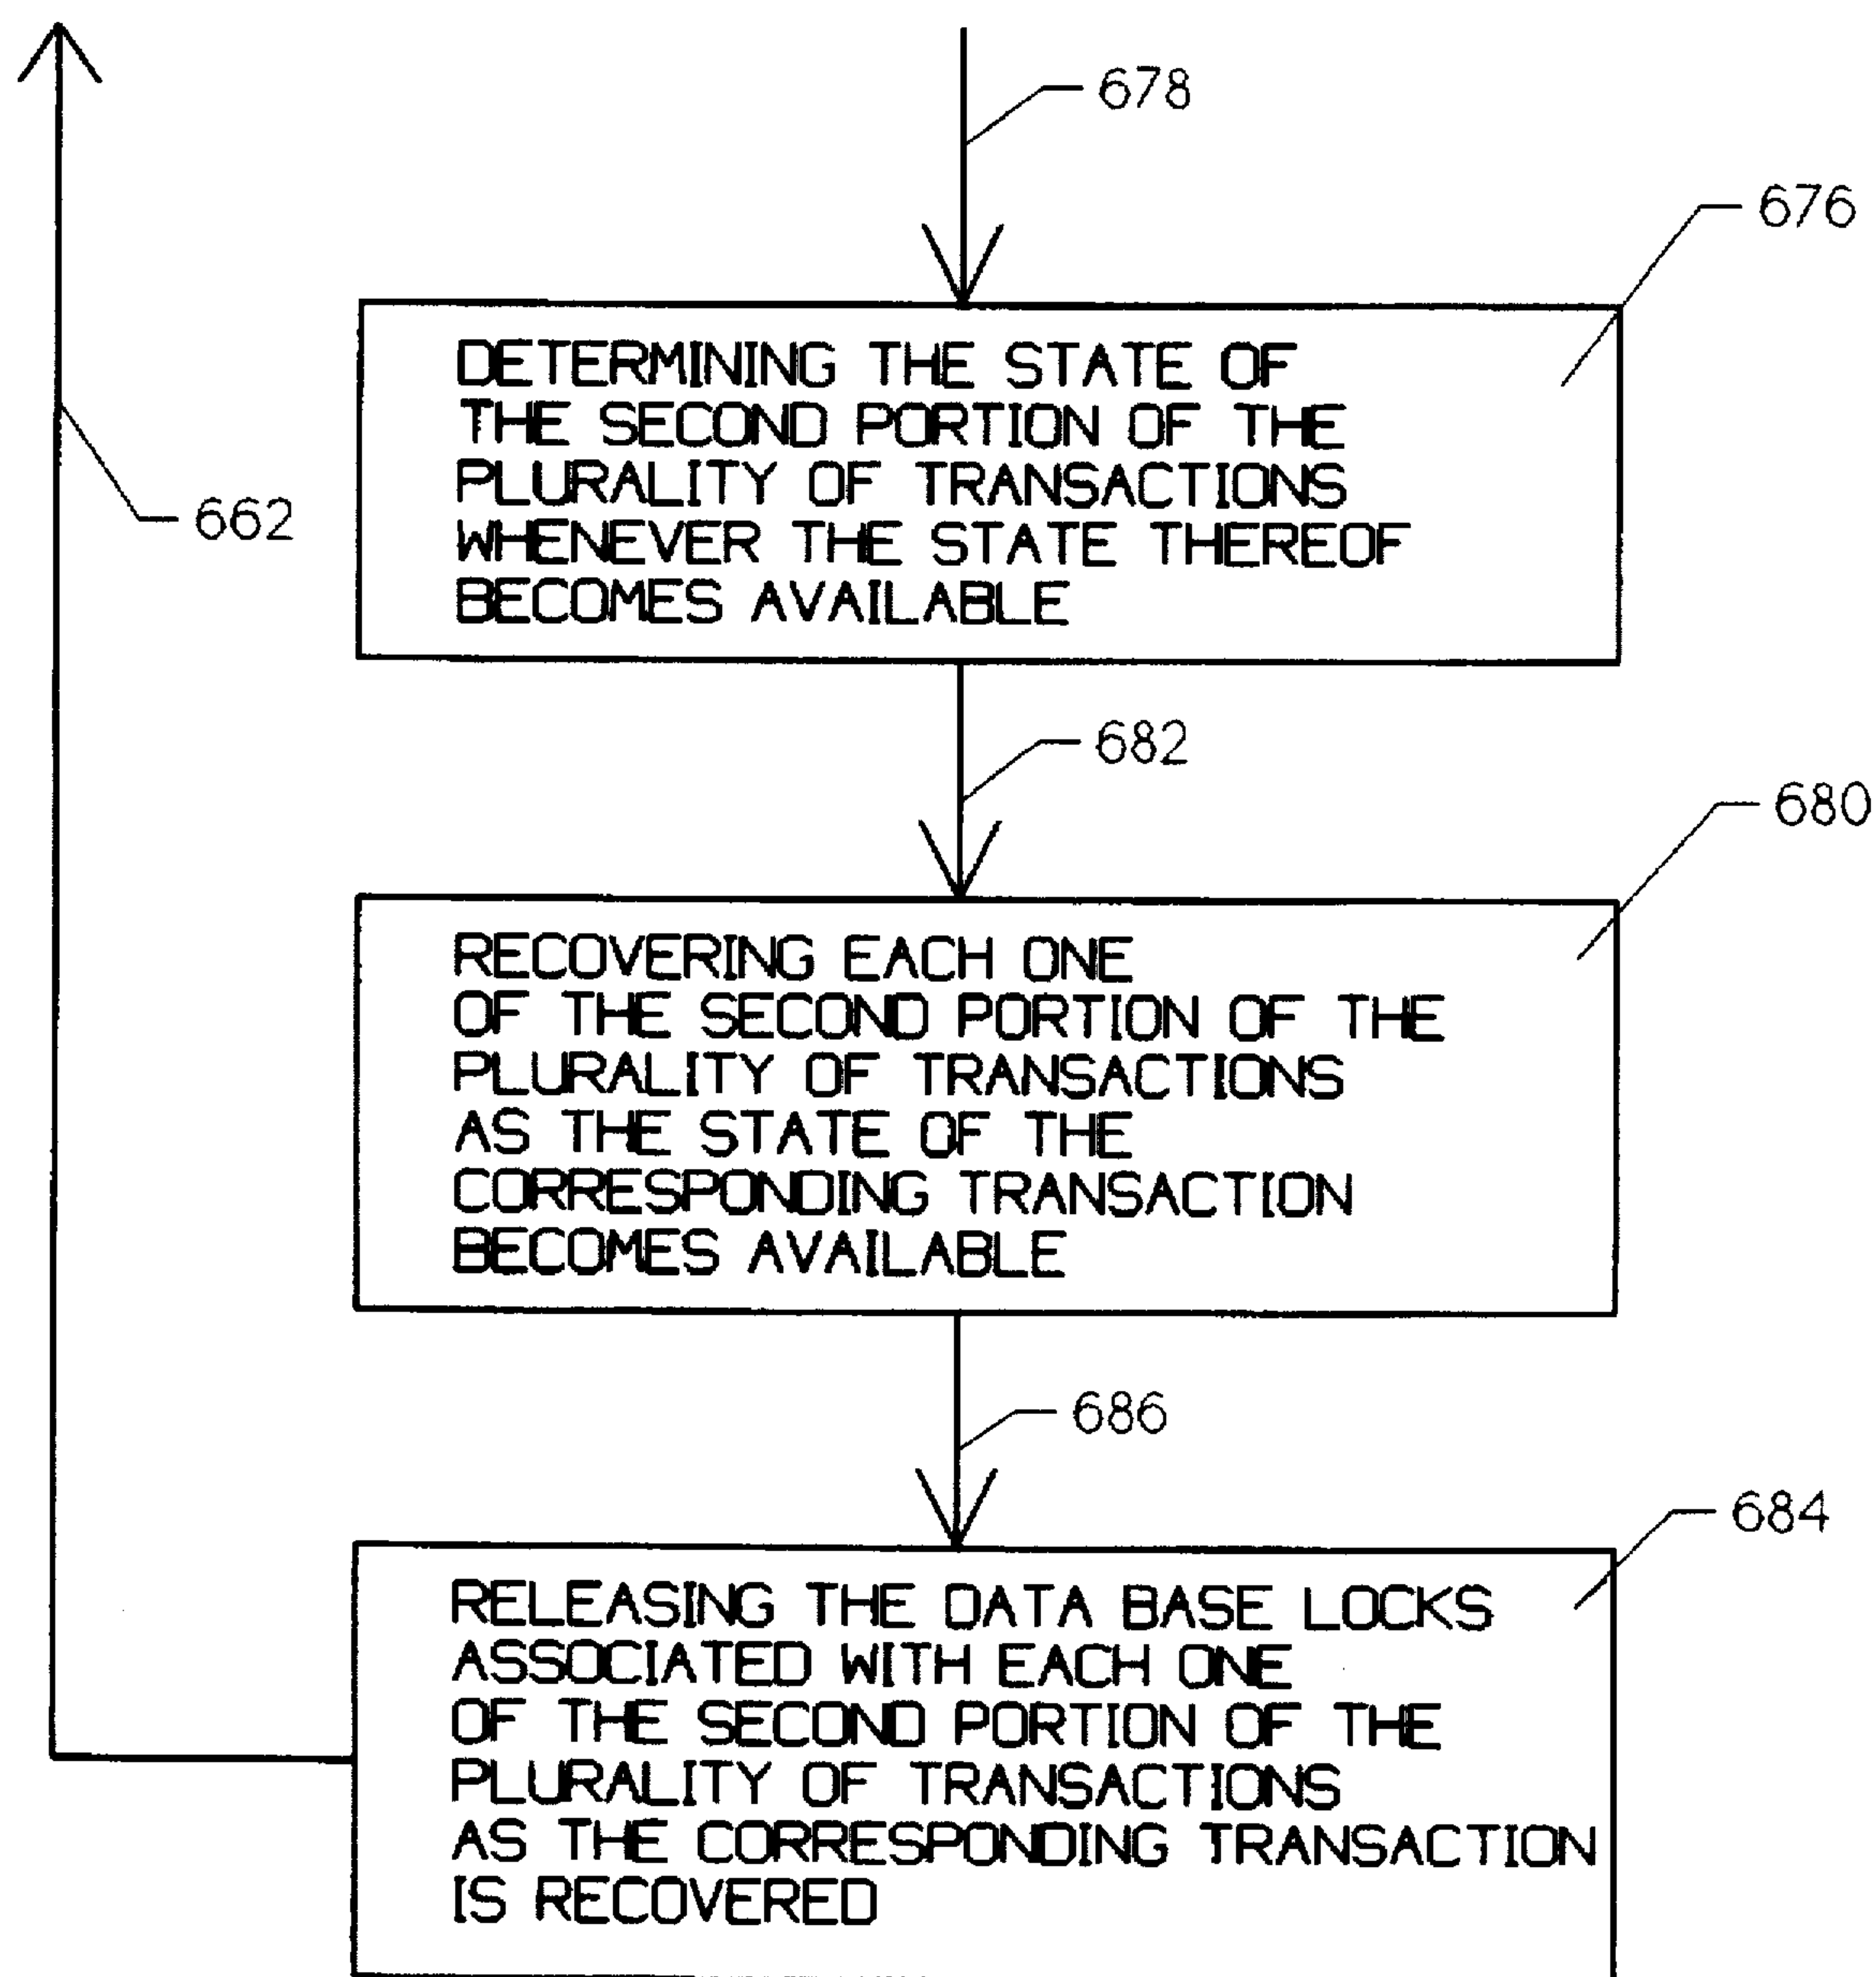 678
676
DETERMINING THE STATE OF
THE SECOND PORTION OF THE
PLURALITY OF TRANSACTIONS
WHENEVER THE STATE THEREOF
BECOMES AVAILABLE
662
682
680
RECOVERING EACH ONE
OF THE SECOND PORTION OF THE
PLURALITY OF TRANSACTIONS
AS THE STATE OF THE
CORRESPONDING TRANSACTION
BECOMES AVAILABLE
686
684
RELEASING THE DATA BASE LOCKS
ASSOCIATED WITH EACH ONE
OF THE SECOND PORTION OF THE
PLURALITY OF TRANSACTIONS
AS THE CORRESPONDING TRANSACTION
IS RECOVERED